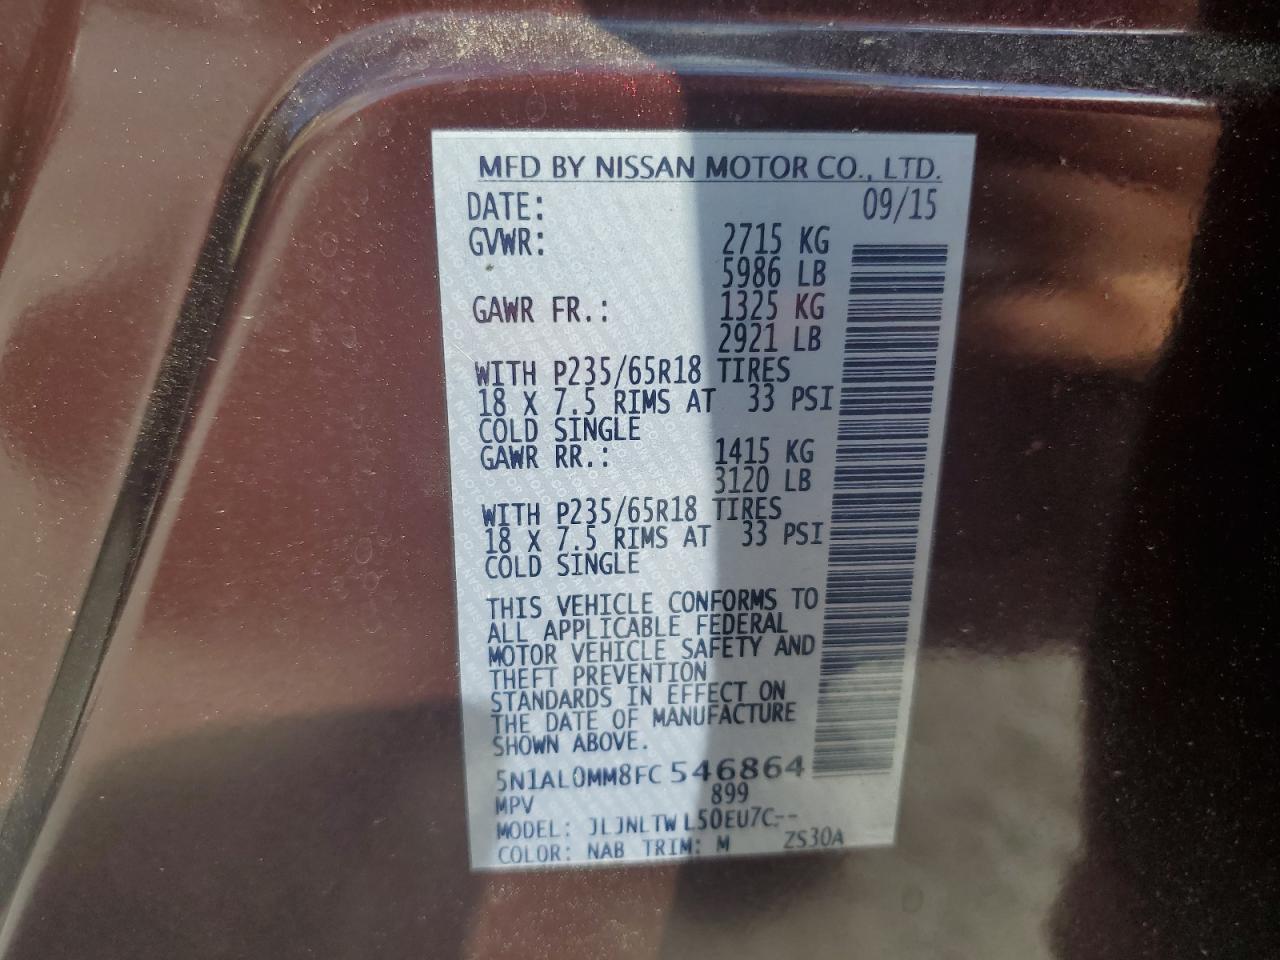 MFD BY NISSAN MOTOR CO., LTD.
DATE: 09/15
GVWR: 2715 KG
5986 LB
GAWR FR.: 1325 KG
2921 LB
WITH P235/65R18 TIRES
18 X 7.5 RIMS AT 33 PSI
COLD SINGLE
GAWR RR.: 1415 KG
3120 LB
WITH P235/65R18 TIRES
18 X 7.5 RIMS AT 33 PSI
COLD SINGLE
THIS VEHICLE CONFORMS TO
ALL APPLICABLE FEDERAL
MOTOR VEHICLE SAFETY AND
THEFT PREVENTION
STANDARDS IN EFFECT ON
THE DATE OF MANUFACTURE
SHOWN ABOVE.
5N1AL0MM8FC 546864
MPV 899
MODEL: JLJNLTW L50EU7C--
COLOR: NAB TRIM: M ZS30A